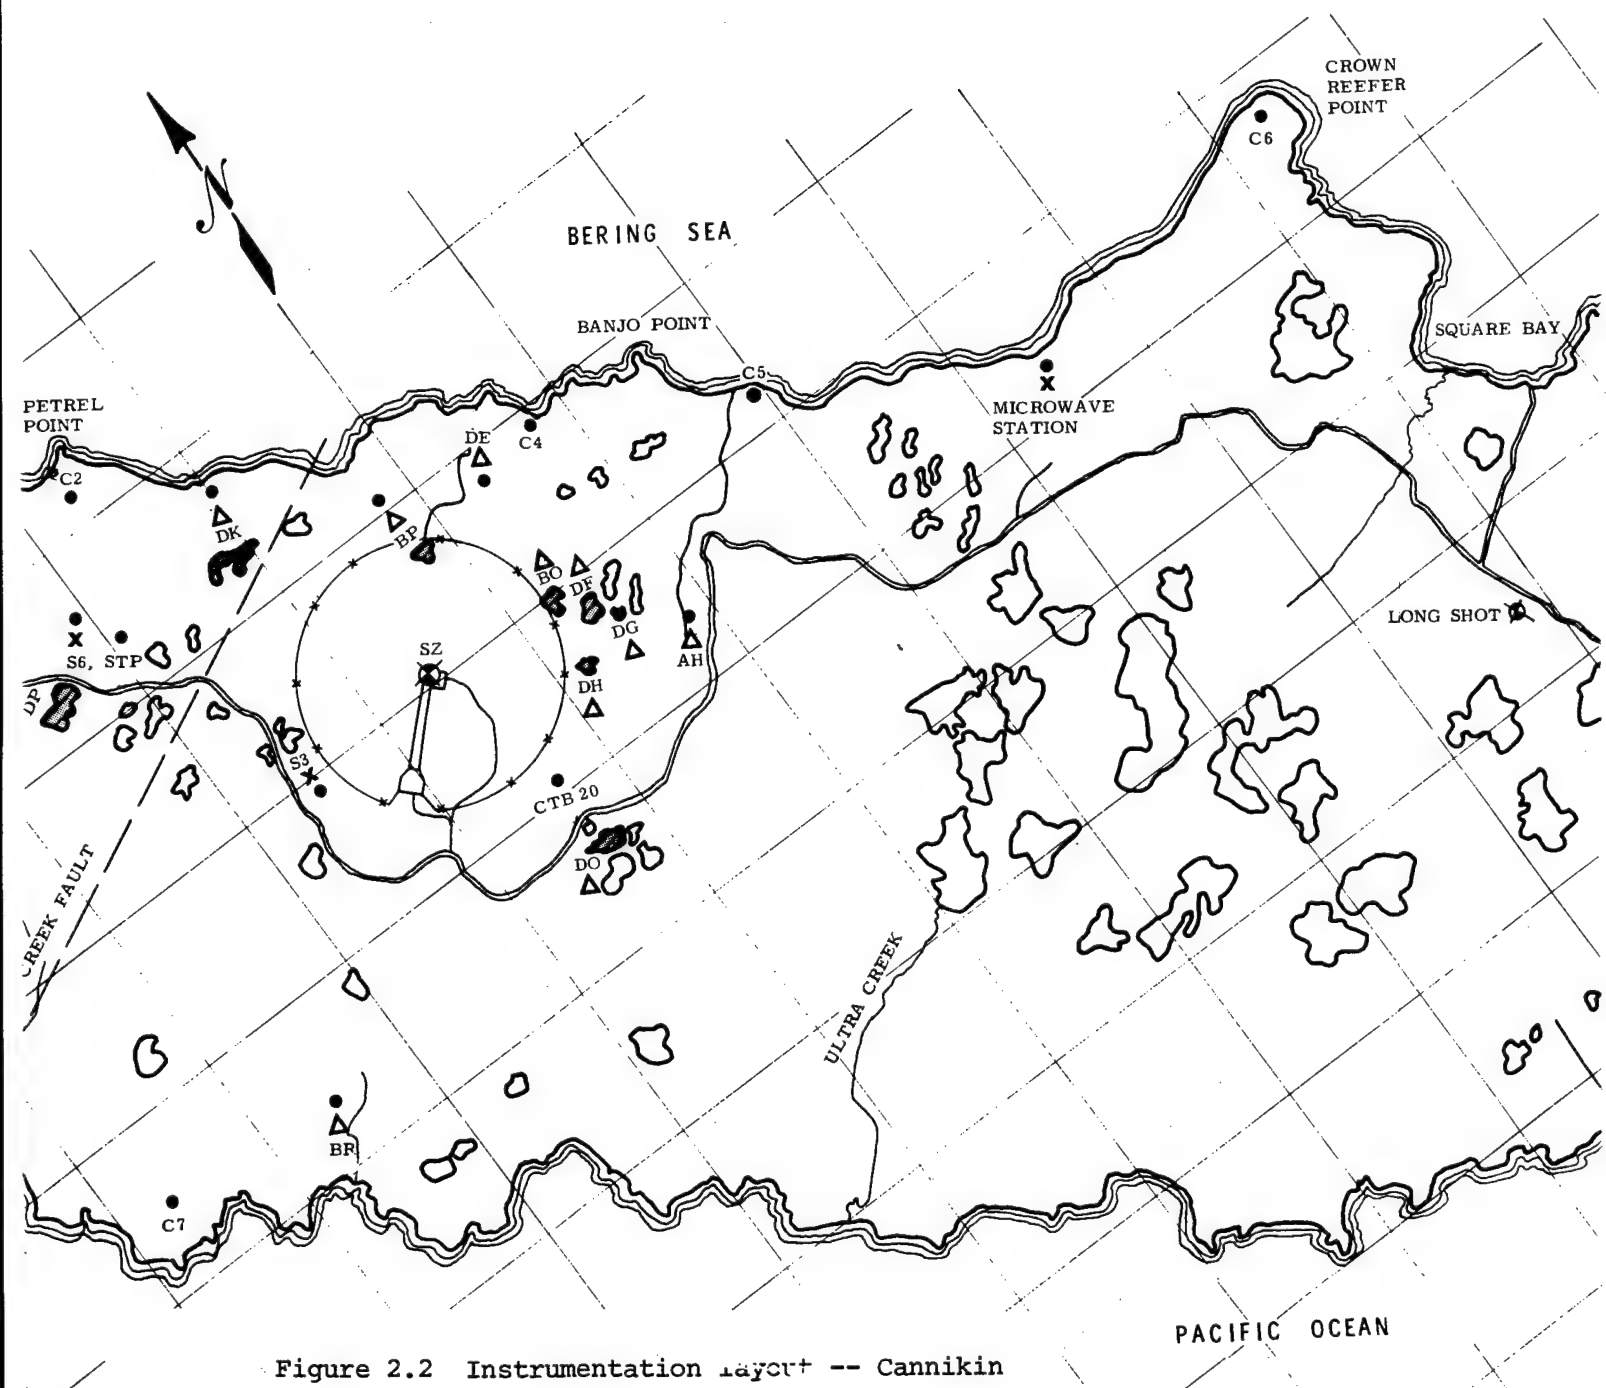 CROWN
REEFER
POINT
C6
N
BERING SEA
BANJO POINT
SQUARE BAY
C5
PETREL
POINT
MICROWAVE
STATION
DE
C4
C2
DK
BP
BO
DF
LONG SHOT
DG
SZ
AH
S6, STP
DH
DP
S3
CTB 20
DO
CREEK FAULT
ULTRA CREEK
BR
C7
PACIFIC OCEAN
Figure 2.2 Instrumentation -- Cannikin